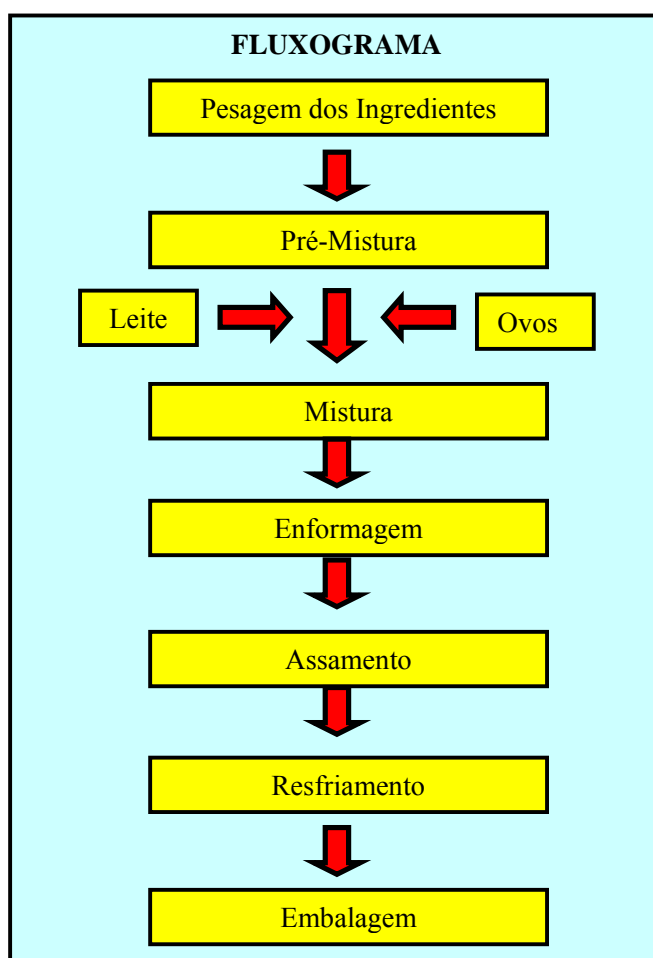 FLUXOGRAMA
Pesagem dos Ingredientes
Pré-Mistura
Leite
Ovos
Mistura
Enformagem
Assamento
Resfriamento
Embalagem